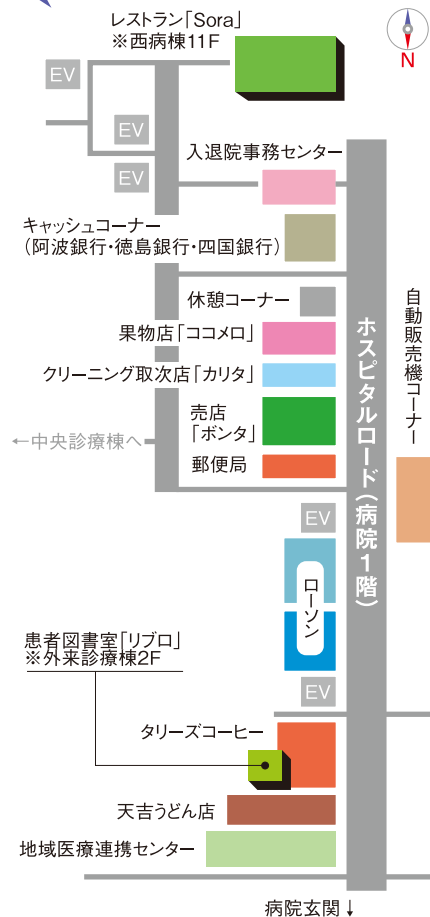 レストラン「Sora」
※西病棟11F
N
EV
EV
EV
入退院事務センター
キャッシュコーナー
(阿波銀行・徳島銀行・四国銀行)
休憩コーナー
果物店「ココメロ」
クリーニング取次店「カリタ」
売店
「ボンタ」
郵便局
←中央診療棟へ
自動販売機コーナー
ホスピタルロード(病院1階)
EV
ローソン
EV
患者図書室「リブロ」
※外来診療棟2F
タリーズコーヒー
天吉うどん店
地域医療連携センター
病院玄関↓